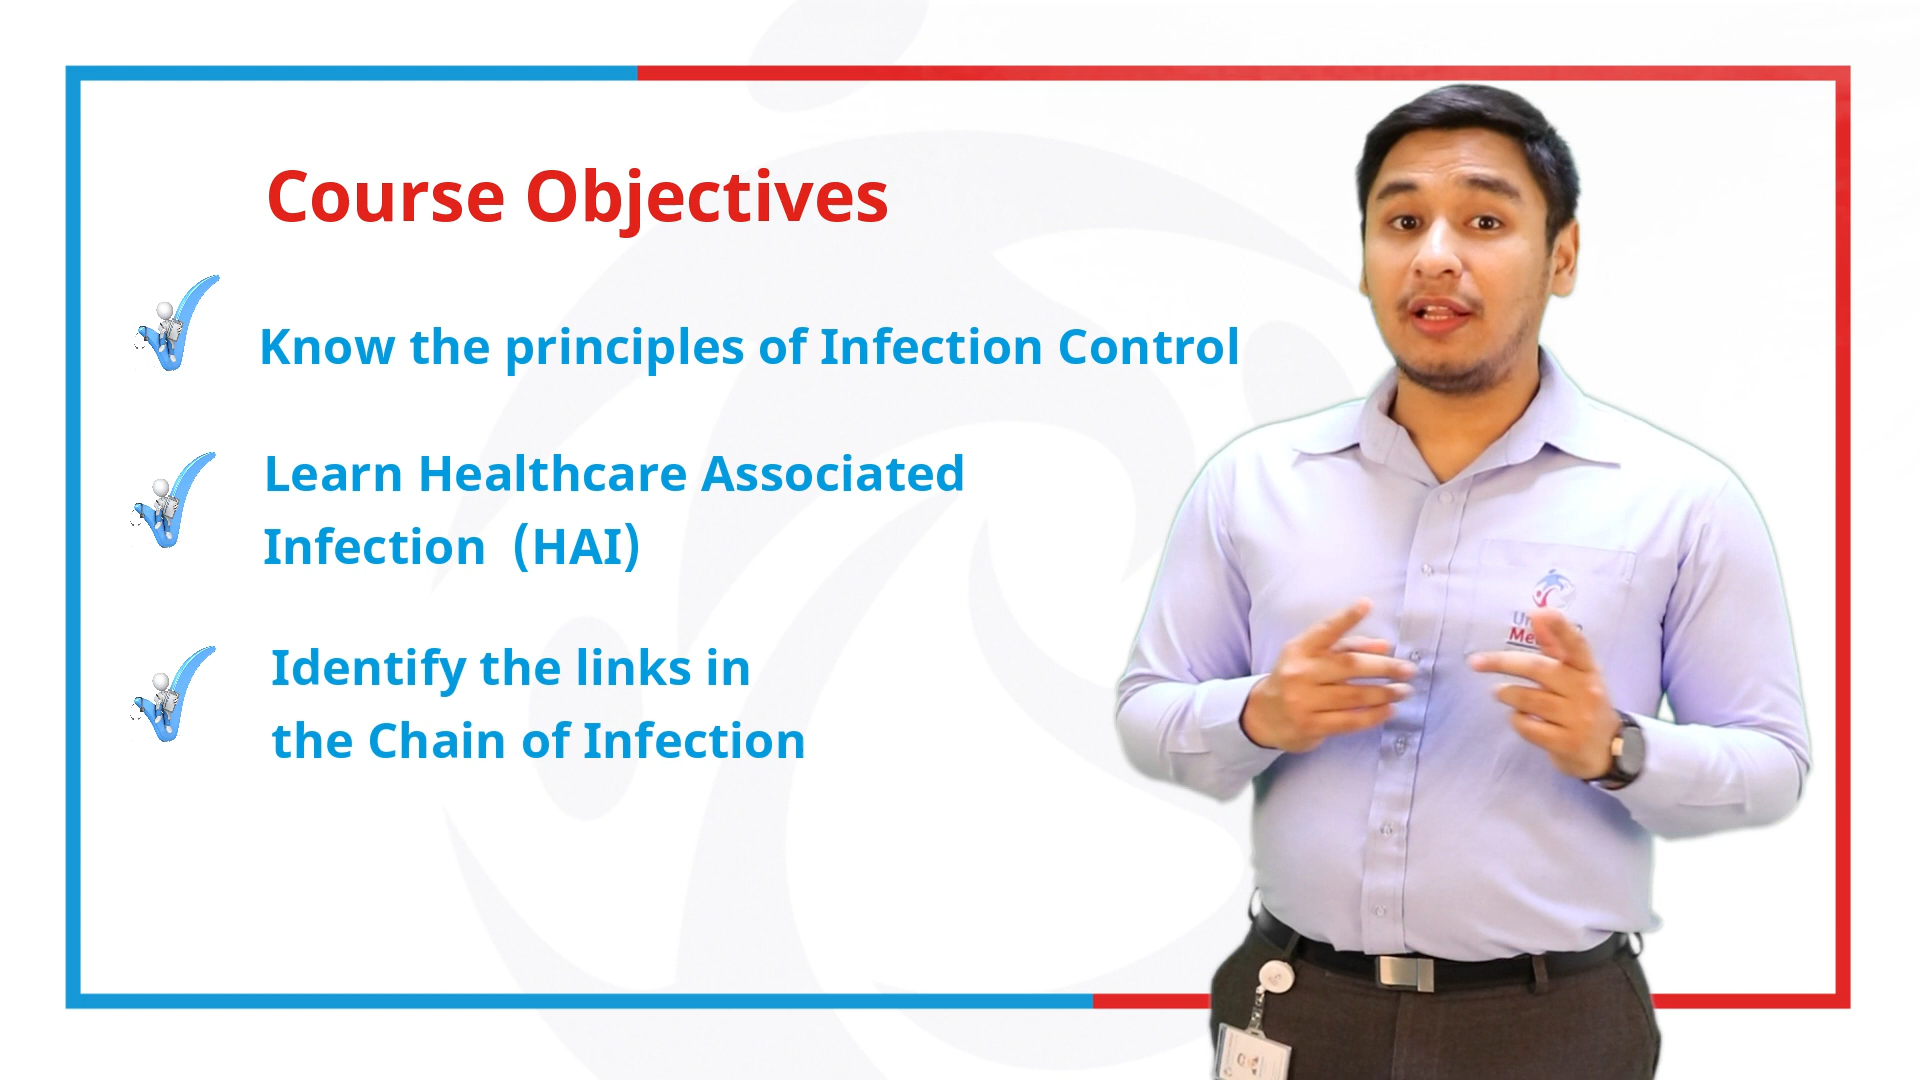 Course Objectives
Know the principles of Infection Control
Learn Healthcare Associated
Infection (HAI)
Identify the links in
the Chain of Infection